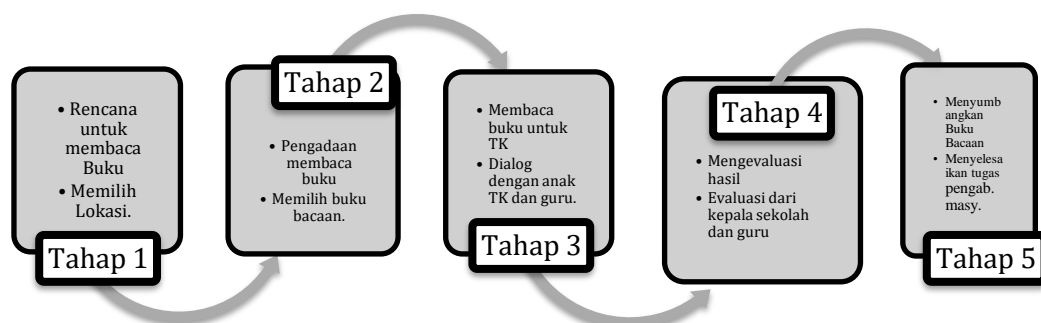 • Rencana
untuk
membaca
Buku
• Memilih
Lokasi.
Tahap 1
Tahap 2
• Pengadaan
membaca
buku
• Memilih buku
bacaan.
• Membaca
buku untuk
TK
• Dialog
dengan anak
TK dan guru.
Tahap 3
Tahap 4
• Mengevaluasi
hasil
• Evaluasi dari
kepala sekolah
dan guru
• Menyumb
angkan
Buku
Bacaan
• Menyelesa
ikan tugas
pengab.
masy.
Tahap 5